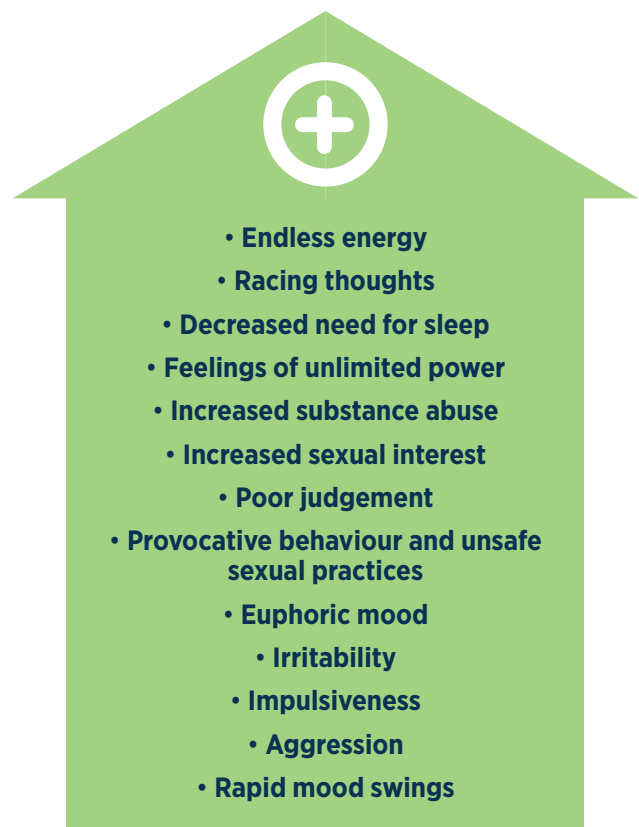 • Endless energy
• Racing thoughts
• Decreased need for sleep
• Feelings of unlimited power
• Increased substance abuse
• Increased sexual interest
• Poor judgement
• Provocative behaviour and unsafe
sexual practices
• Euphoric mood
• Irritability
• Impulsiveness
• Aggression
• Rapid mood swings